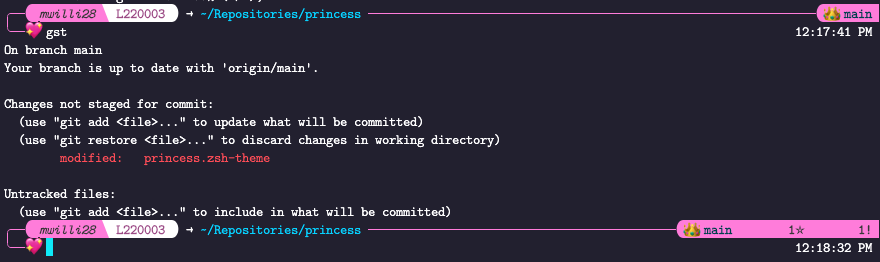 mwilli28 L220003 → ~/Repositories/princess main
gst 12:17:41 PM
On branch main
Your branch is up to date with 'origin/main'.
Changes not staged for commit:
(use "git add <file>..." to update what will be committed)
(use "git restore <file>..." to discard changes in working directory)
modified: princess.zsh-theme
Untracked files:
(use "git add <file>..." to include in what will be committed)
mwilli28 L220003 → ~/Repositories/princess main 1☆ 1!
12:18:32 PM